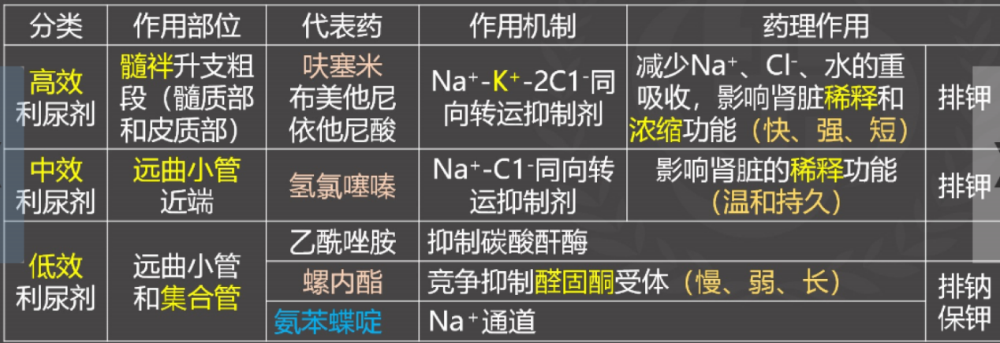 分类
作用部位
代表药
作用机制
药理作用
高效
利尿剂
髓袢升支粗
段（髓质部
和皮质部）
呋塞米
布美他尼
依他尼酸
Na⁺-K⁺-2C1⁻同
向转运抑制剂
减少Na⁺、Cl⁻、水的重
吸收，影响肾脏稀释和
浓缩功能（快、强、短）
排钾
中效
利尿剂
远曲小管
近端
氢氯噻嗪
Na⁺-C1⁻同向转
运抑制剂
影响肾脏的稀释功能
（温和持久）
排钾
低效
利尿剂
远曲小管
和集合管
乙酰唑胺
抑制碳酸酐酶
螺内酯
竞争抑制醛固酮受体（慢、弱、长）
氨苯蝶啶
Na⁺通道
排钠
保钾